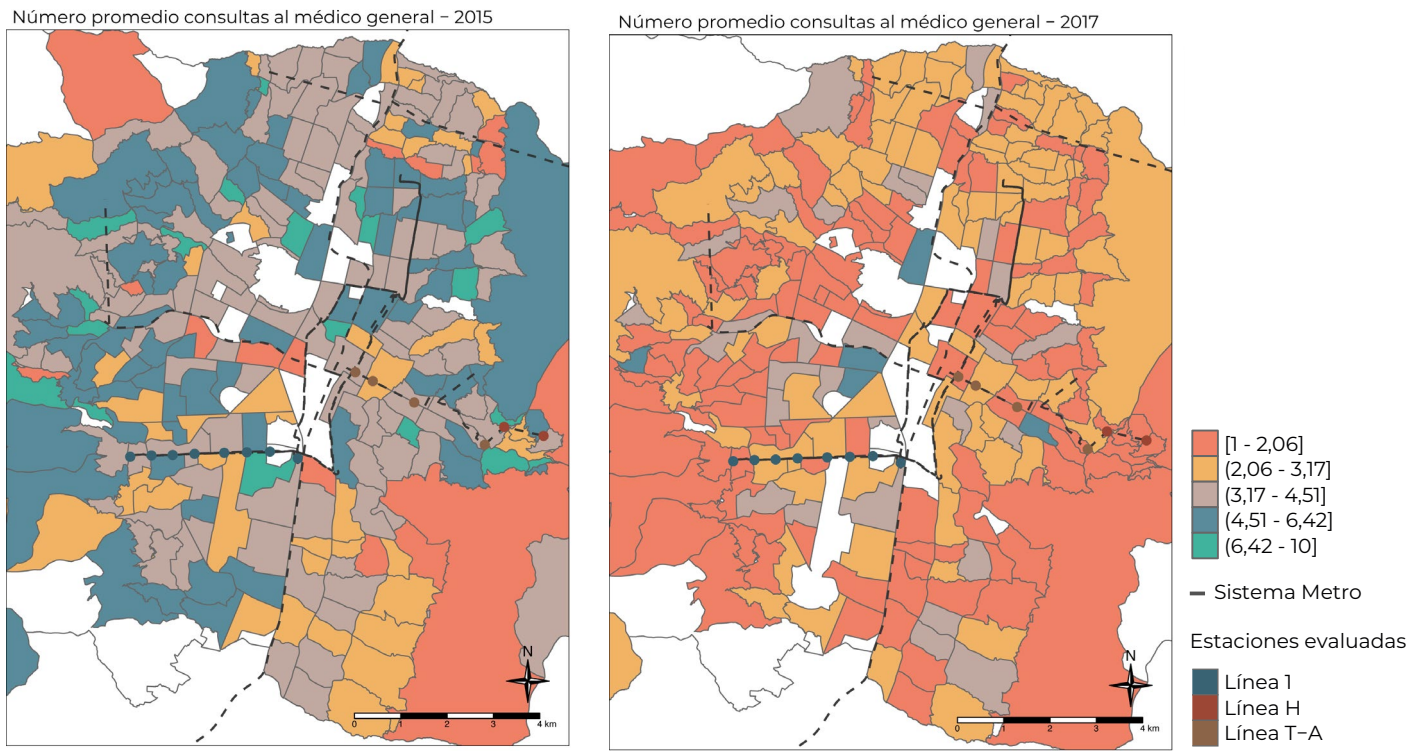 Número promedio consultas al médico general – 2015
Número promedio consultas al médico general – 2017
N
0 1 2 3 4 km
N
0 1 2 3 4 km
[1 - 2,06]
(2,06 - 3,17]
(3,17 - 4,51]
(4,51 - 6,42]
(6,42 - 10]
Sistema Metro
Estaciones evaluadas
Línea 1
Línea H
Línea T–A